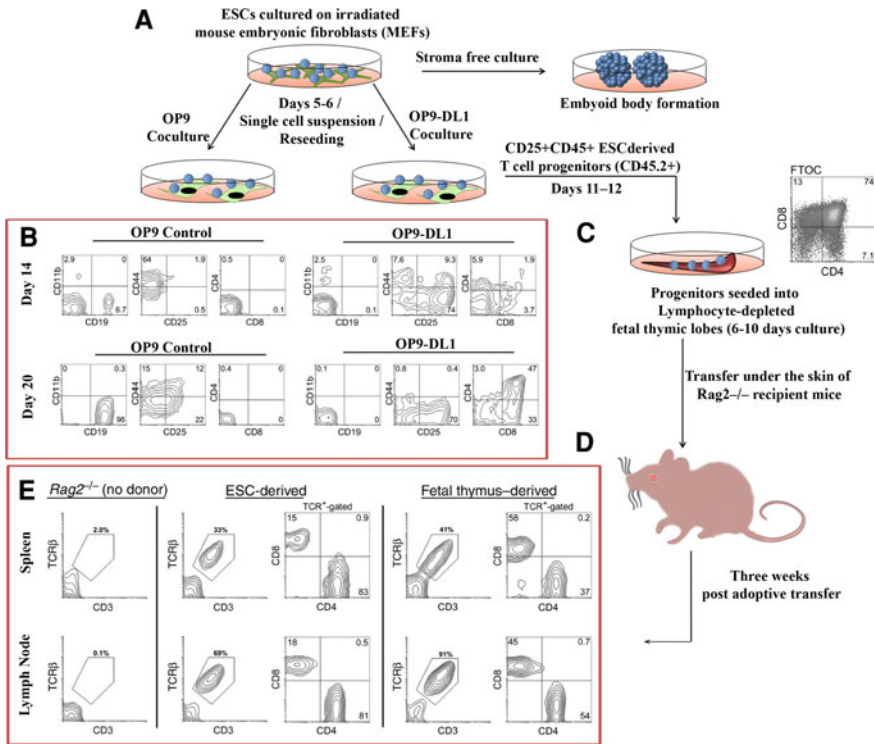 A
ESCs cultured on irradiated
mouse embryonic fibroblasts (MEFs)
Stroma free culture
Embyoid body formation
OP9
Coculture
Days 5-6 /
Single cell suspension /
Reseeding
OP9-DL1
Coculture
CD25+CD45+ ESCderived
T cell progenitors (CD45.2+)
Days 11–12
FTOC
13
74
CD8
7.1
CD4
C
Progenitors seeded into
Lymphocyte-depleted
fetal thymic lobes (6-10 days culture)
Transfer under the skin of
Rag2–/– recipient mice
B
OP9 Control
OP9-DL1
Day 14
2.9 0
CD11b
6.7
CD19
64 1.9
CD44
0.5
CD25
0.5 0
CD4
0.1
CD8
2.5 0
CD11b
0.1
CD19
7.6 9.3
CD44
74
CD25
5.9 1.9
CD4
3.7
CD8
OP9 Control
OP9-DL1
Day 20
0 0.3
CD11b
96
CD19
15 12
CD44
22
CD25
0.4 0
CD4
0
CD8
0.1 0
CD11b
0
CD19
0.8 0.4
CD44
70
CD25
3.0 47
CD4
33
CD8
D
Three weeks
post adoptive transfer
E
Rag2–/– (no donor)
ESC-derived
Fetal thymus–derived
Spleen
2.0%
TCRβ
CD3
33%
TCRβ
CD3
TCR+-gated
15 0.9
CD8
83
CD4
41%
TCRβ
CD3
TCR+-gated
58 0.2
CD8
37
CD4
Lymph Node
0.1%
TCRβ
CD3
69%
TCRβ
CD3
18 0.5
CD8
81
CD4
91%
TCRβ
CD3
45 0.7
CD8
54
CD4